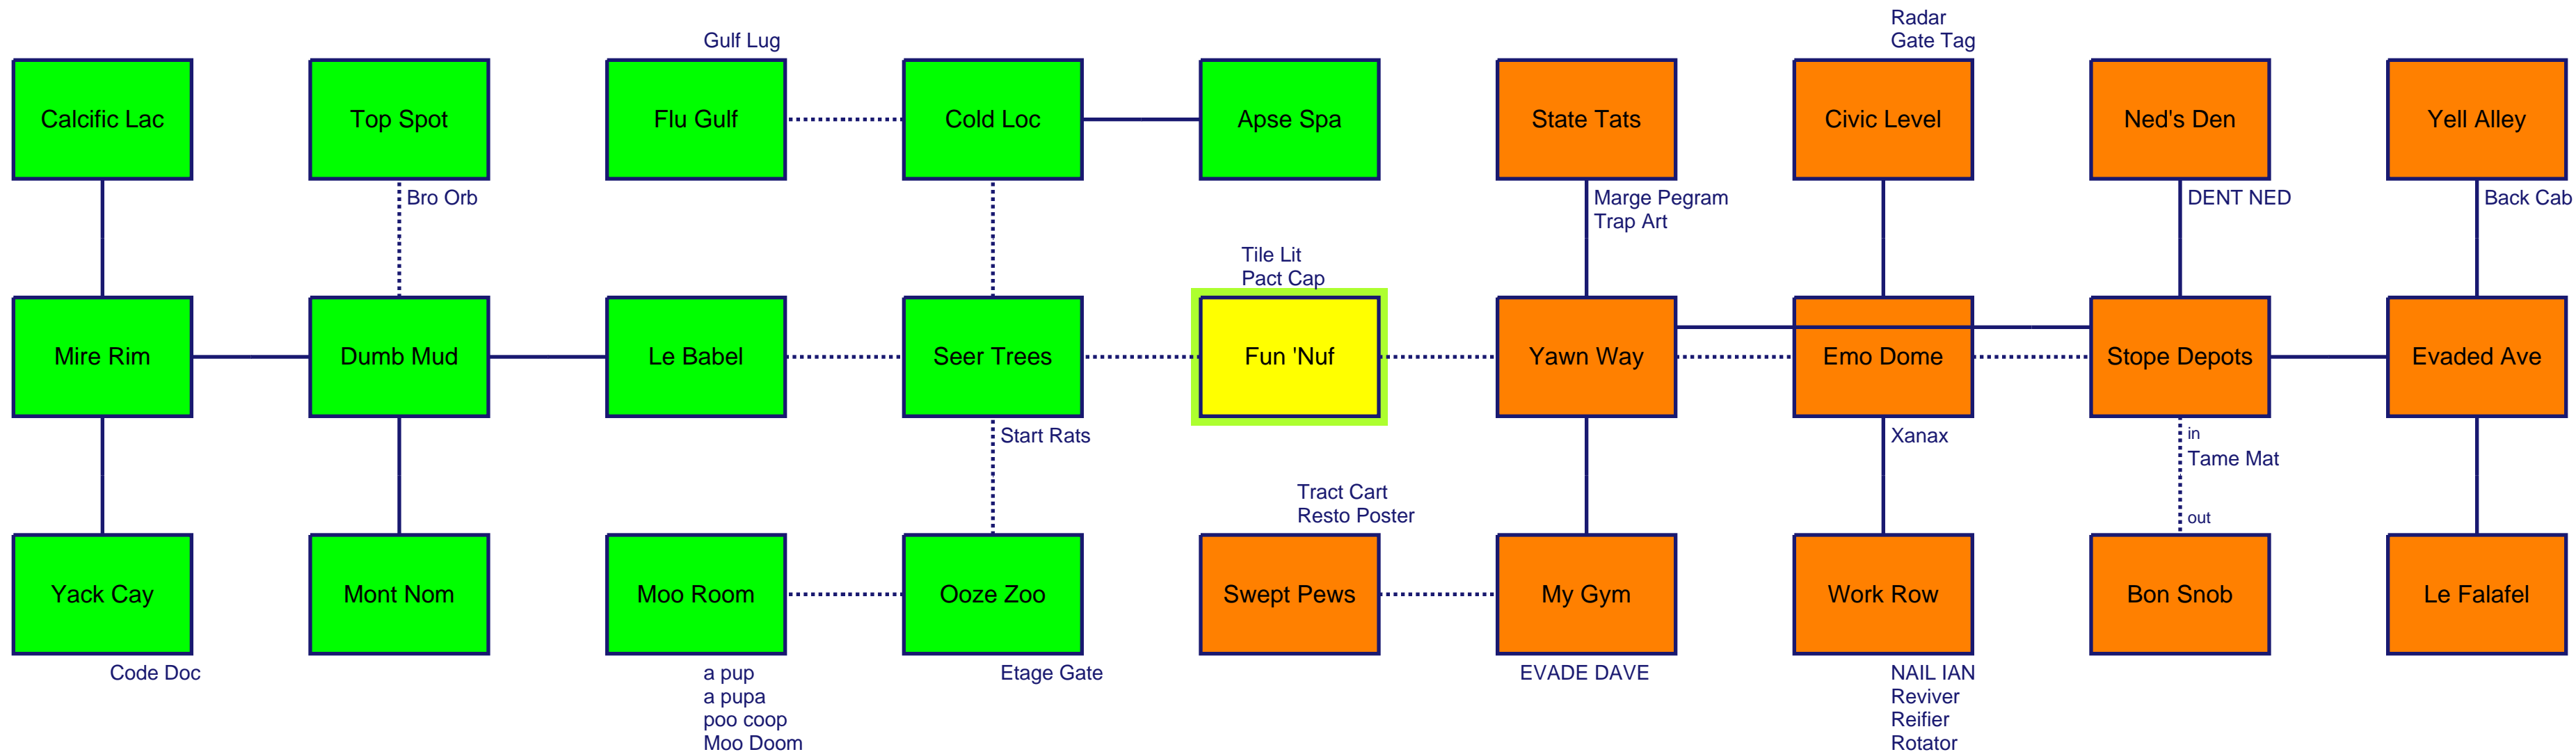 Radar
Gulf Lug
Gate Tag
Calcific Lac
Top Spot
Flu Gulf
Cold Loc
Apse Spa
State Tats
Civic Level
Ned's Den
Yell Alley
Bro Orb
Marge Pegram
Trap Art
DENT NED
Back Cab
Tile Lit
Pact Cap
Mire Rim
Dumb Mud
Le Babel
Seer Trees
Fun 'Nuf
Yawn Way
Emo Dome
Stope Depots
Evaded Ave
Start Rats
Xanax
in
Tame Mat
out
Tract Cart
Resto Poster
Yack Cay
Mont Nom
Moo Room
Ooze Zoo
Swept Pews
My Gym
Work Row
Bon Snob
Le Falafel
Code Doc
a pup
a pupa
poo coop
Moo Doom
Etage Gate
EVADE DAVE
NAIL IAN
Reviver
Reifier
Rotator